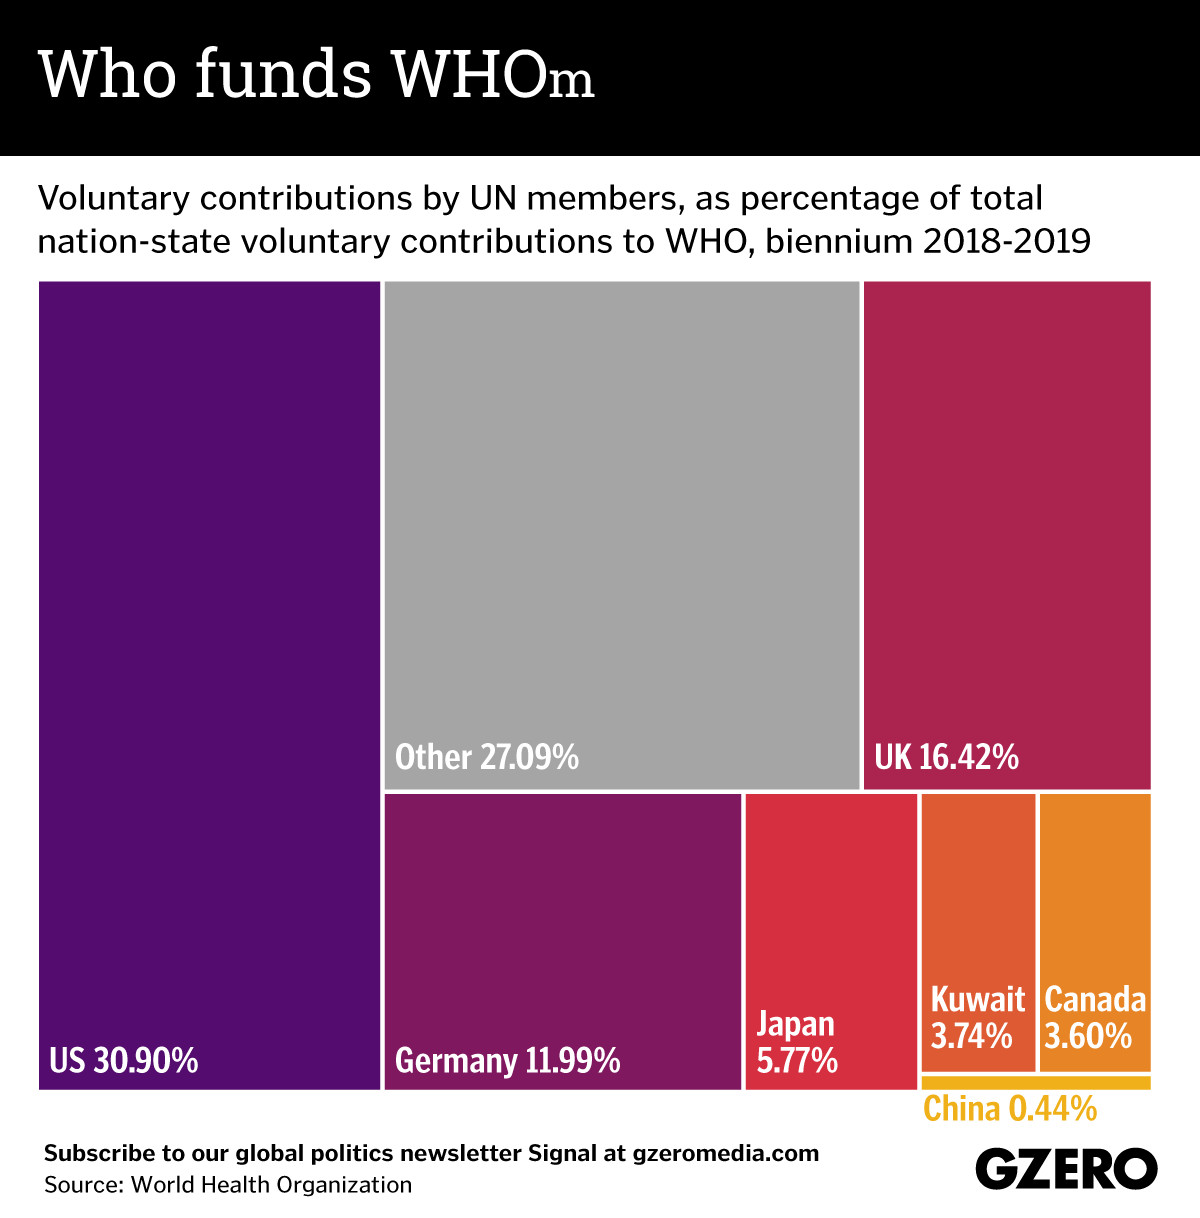 Who funds WHOm
Voluntary contributions by UN members, as percentage of total
nation-state voluntary contributions to WHO, biennium 2018-2019
Other 27.09%
UK 16.42%
US 30.90%
Germany 11.99%
Japan
5.77%
Kuwait
3.74%
Canada
3.60%
China 0.44%
Subscribe to our global politics newsletter Signal at gzeromedia.com
Source: World Health Organization
GZERO